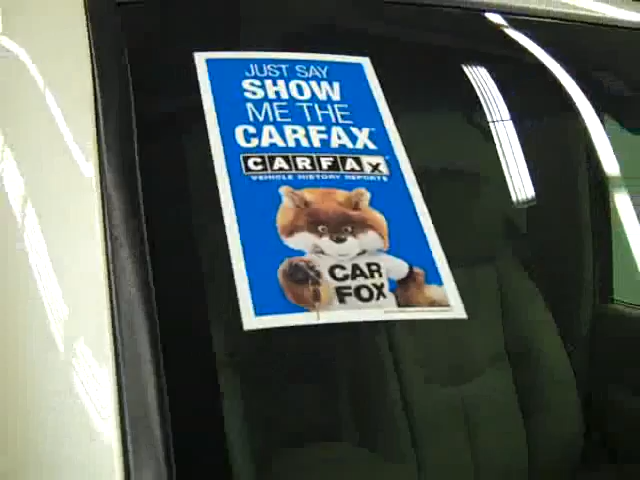 JUST SAY
SHOW
ME THE
CARFAX
CARFAX
VEHICLE HISTORY REPORTS
CAR
FOX